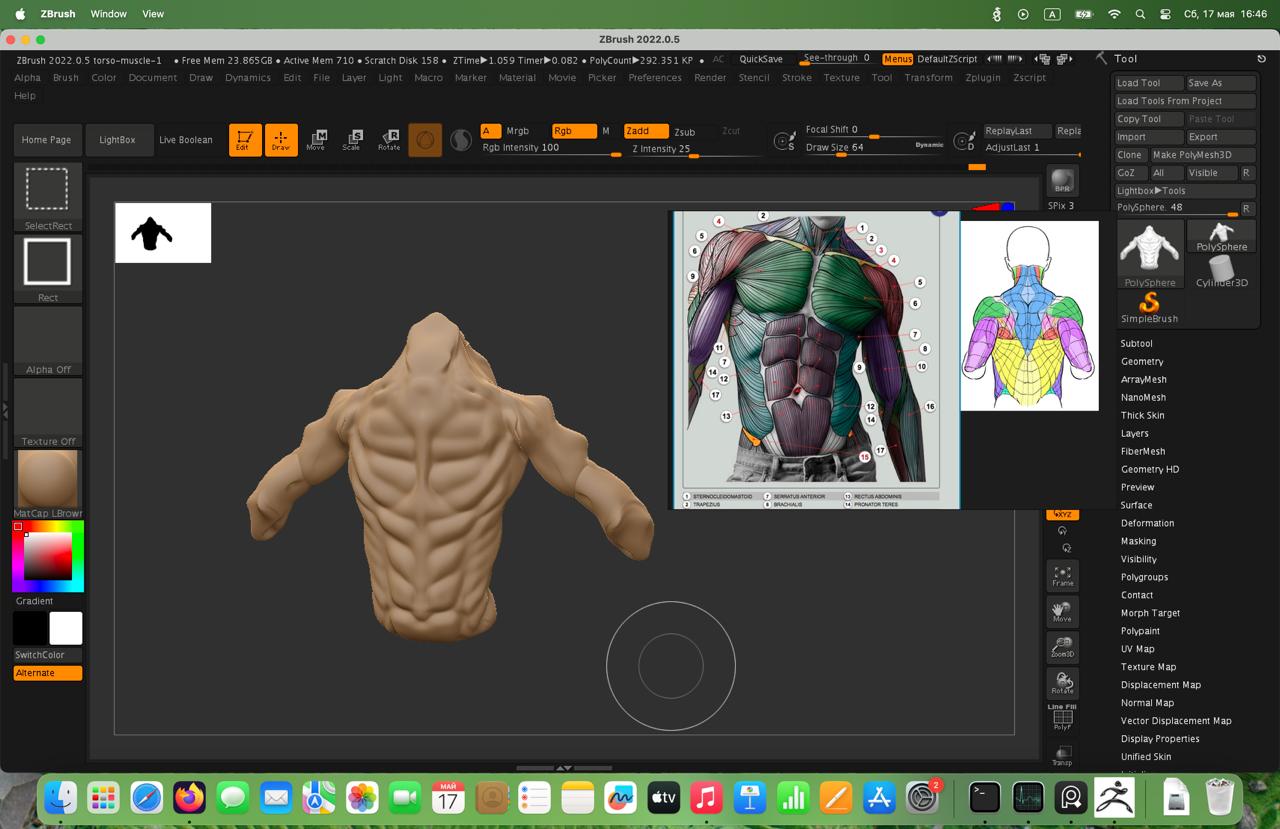 ZBrush Window View A Сб, 17 мая 16:46
ZBrush 2022.0.5
ZBrush 2022.0.5 torso-muscle-1 • Free Mem 23.865GB • Active Mem 710 • Scratch Disk 158 • ZTime▶1.059 Timer▶0.082 • PolyCount▶292.351 KP • AC QuickSave See-through 0 Menus DefaultZScript
Alpha Brush Color Document Draw Dynamics Edit File Layer Light Macro Marker Material Movie Picker Preferences Render Stencil Stroke Texture Tool Transform Zplugin Zscript
Help
Home Page LightBox Live Boolean Edit Draw Move Scale Rotate
A Mrgb Rgb M Zadd Zsub Zcut
Rgb Intensity 100 Z Intensity 25
Focal Shift 0
Draw Size 64 Dynamic
ReplayLast Repla
AdjustLast 1
SelectRect
Rect
Alpha Off
Texture Off
MatCap LBrown
Gradient
SwitchColor
Alternate
1 STERNOCLEIDOMASTOID 7 SERRATUS ANTERIOR 13 RECTUS ABDOMINIS
2 TRAPEZIUS 8 BRACHIALIS 14 PRONATOR TERES
BPR
SPix 3
XYZ
Frame
Move
Zoom3D
Rotate
Line Fill
PolyF
Transp
Tool
Load Tool Save As
Load Tools From Project
Copy Tool Paste Tool
Import Export
Clone Make PolyMesh3D
GoZ All Visible R
Lightbox▶Tools
PolySphere. 48 R
PolySphere PolySphere
Cylinder3D
SimpleBrush
Subtool
Geometry
ArrayMesh
NanoMesh
Thick Skin
Layers
FiberMesh
Geometry HD
Preview
Surface
Deformation
Masking
Visibility
Polygroups
Contact
Morph Target
Polypaint
UV Map
Texture Map
Displacement Map
Normal Map
Vector Displacement Map
Display Properties
Unified Skin
МАЙ
17
tv
2